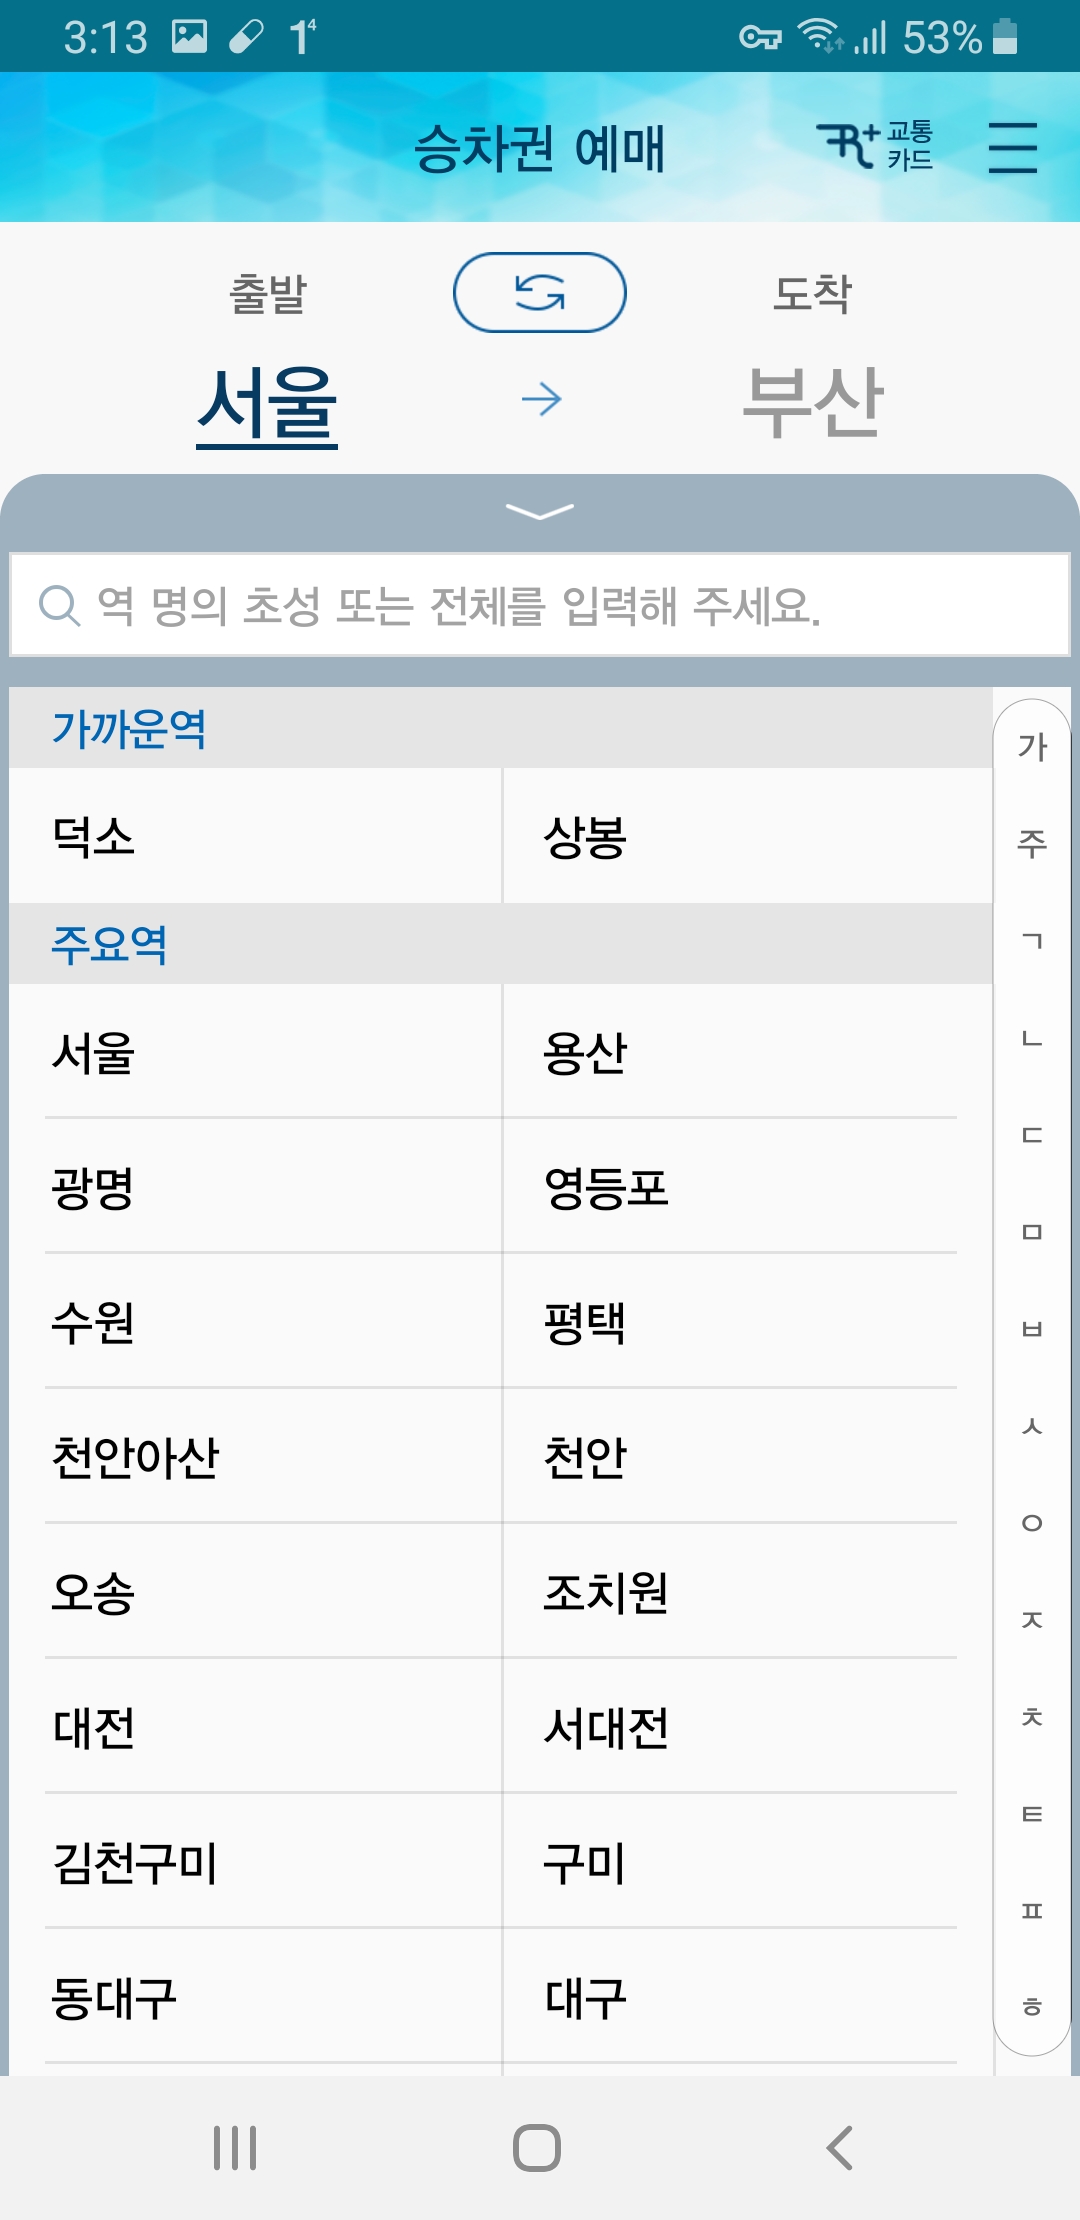 3:13 1⁴ 53%
승차권 예매
R+ 교통
카드
출발 도착
서울 → 부산
역 명의 초성 또는 전체를 입력해 주세요.
가까운역
덕소 상봉
주요역
서울 용산
광명 영등포
수원 평택
천안아산 천안
오송 조치원
대전 서대전
김천구미 구미
동대구 대구
가
주
ㄱ
ㄴ
ㄷ
ㅁ
ㅂ
ㅅ
ㅇ
ㅈ
ㅊ
ㅌ
ㅍ
ㅎ